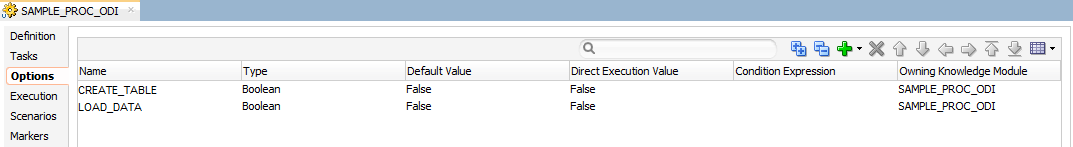 SAMPLE_PROC_ODI
Definition
Tasks
Options
Execution
Scenarios
Markers
Name Type Default Value Direct Execution Value Condition Expression Owning Knowledge Module
CREATE_TABLE Boolean False False SAMPLE_PROC_ODI
LOAD_DATA Boolean False False SAMPLE_PROC_ODI